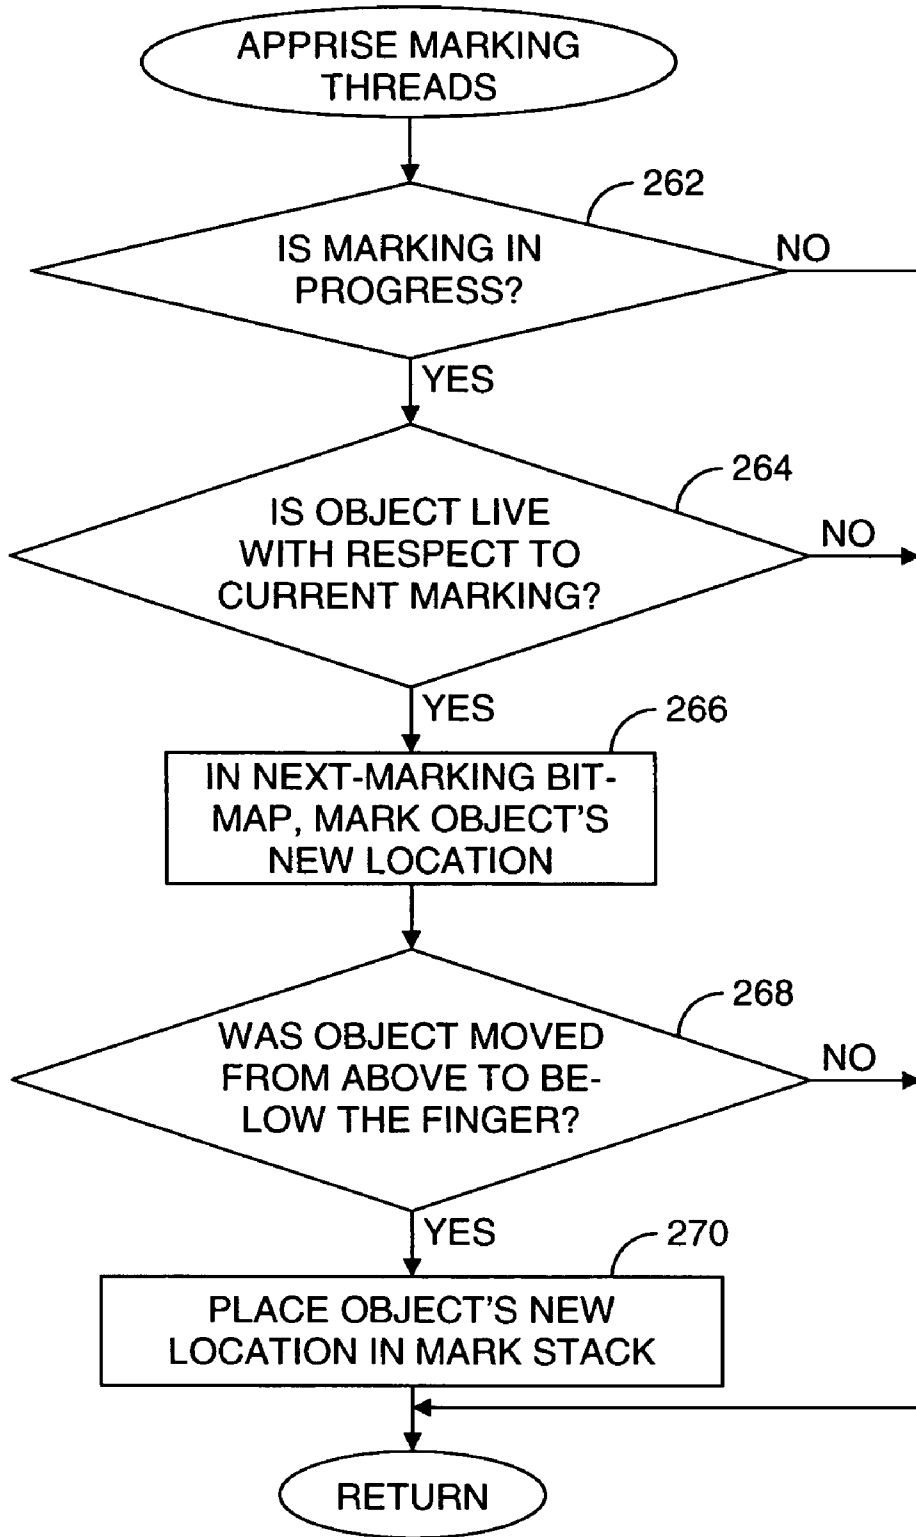 APPRISE MARKING
THREADS
262
IS MARKING IN
PROGRESS?
NO
YES
264
IS OBJECT LIVE
WITH RESPECT TO
CURRENT MARKING?
NO
YES
266
IN NEXT-MARKING BIT-
MAP, MARK OBJECT'S
NEW LOCATION
268
WAS OBJECT MOVED
FROM ABOVE TO BE-
LOW THE FINGER?
NO
YES
270
PLACE OBJECT'S NEW
LOCATION IN MARK STACK
RETURN